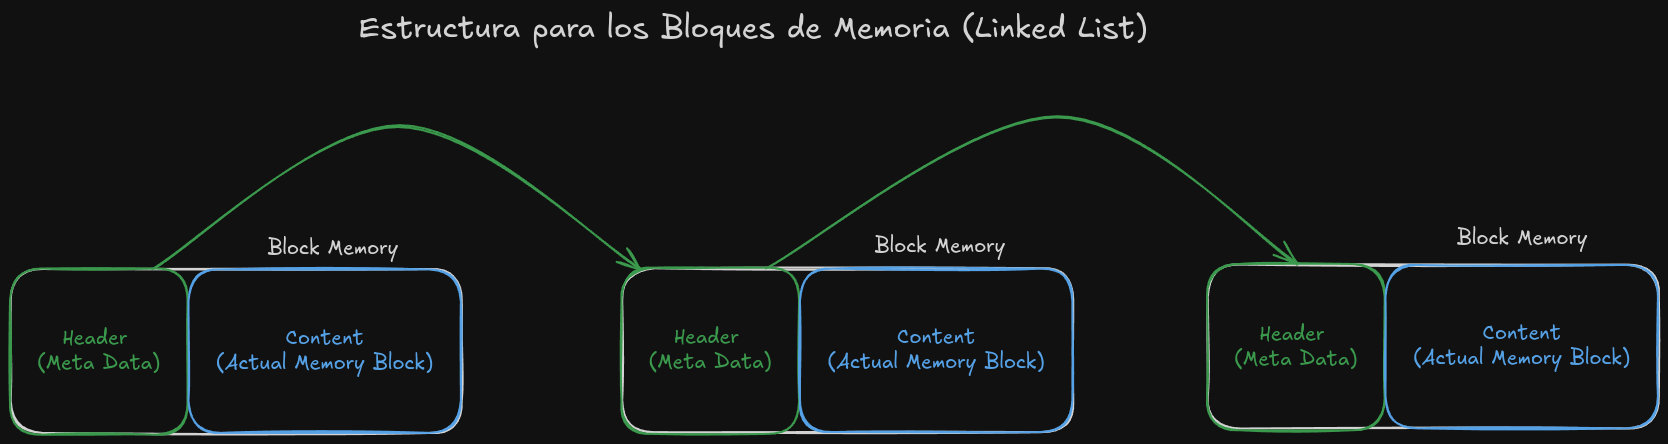 Estructura para los Bloques de Memoria (Linked List)
Block Memory
Header
(Meta Data)
Content
(Actual Memory Block)
Block Memory
Header
(Meta Data)
Content
(Actual Memory Block)
Block Memory
Header
(Meta Data)
Content
(Actual Memory Block)